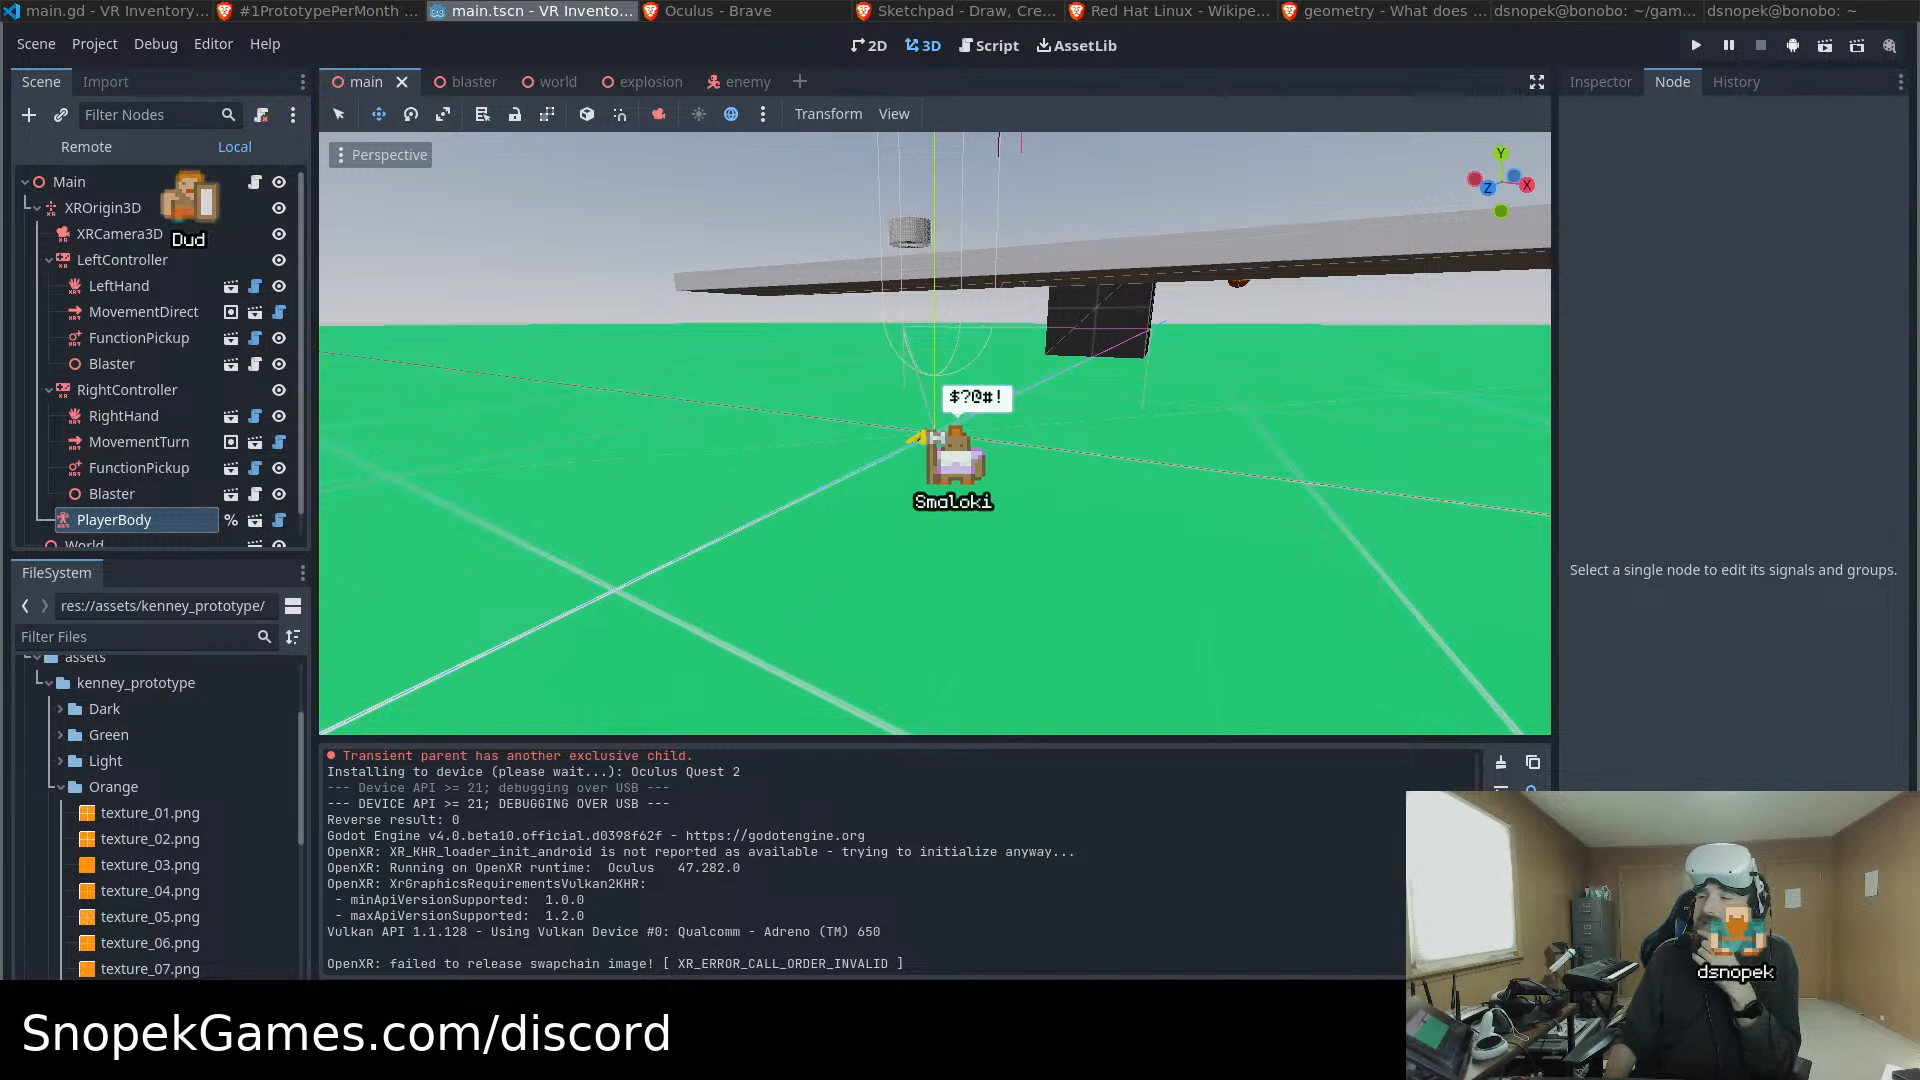 main.gd - VR Inventory...
#1PrototypePerMonth ...
main.tscn - VR Invento...
Oculus - Brave
Sketchpad - Draw, Cre...
Red Hat Linux - Wikipe...
geometry - What does ...
dsnopek@bonobo: ~/gam...
dsnopek@bonobo: ~
Scene Project Debug Editor Help
2D 3D Script AssetLib
Scene Import
main blaster world explosion enemy
Inspector Node History
Filter Nodes
Transform View
Remote Local
Perspective
Main
XROrigin3D
XRCamera3D
Dud
LeftController
LeftHand
MovementDirect
FunctionPickup
Blaster
RightController
RightHand
MovementTurn
FunctionPickup
Blaster
PlayerBody
%
World
Y
X
Z
$?@#!
Smaloki
Select a single node to edit its signals and groups.
FileSystem
res://assets/kenney_prototype/
Filter Files
assets
kenney_prototype
Dark
Green
Light
Orange
texture_01.png
texture_02.png
texture_03.png
texture_04.png
texture_05.png
texture_06.png
texture_07.png
Transient parent has another exclusive child.
Installing to device (please wait...): Oculus Quest 2
--- Device API >= 21; debugging over USB ---
--- DEVICE API >= 21; DEBUGGING OVER USB ---
Reverse result: 0
Godot Engine v4.0.beta10.official.d0398f62f - https://godotengine.org
OpenXR: XR_KHR_loader_init_android is not reported as available - trying to initialize anyway...
OpenXR: Running on OpenXR runtime:  Oculus   47.282.0
OpenXR: XrGraphicsRequirementsVulkan2KHR:
- minApiVersionSupported:  1.0.0
- maxApiVersionSupported:  1.2.0
Vulkan API 1.1.128 - Using Vulkan Device #0: Qualcomm - Adreno (TM) 650
OpenXR: failed to release swapchain image! [ XR_ERROR_CALL_ORDER_INVALID ]
dsnopek
SnopekGames.com/discord